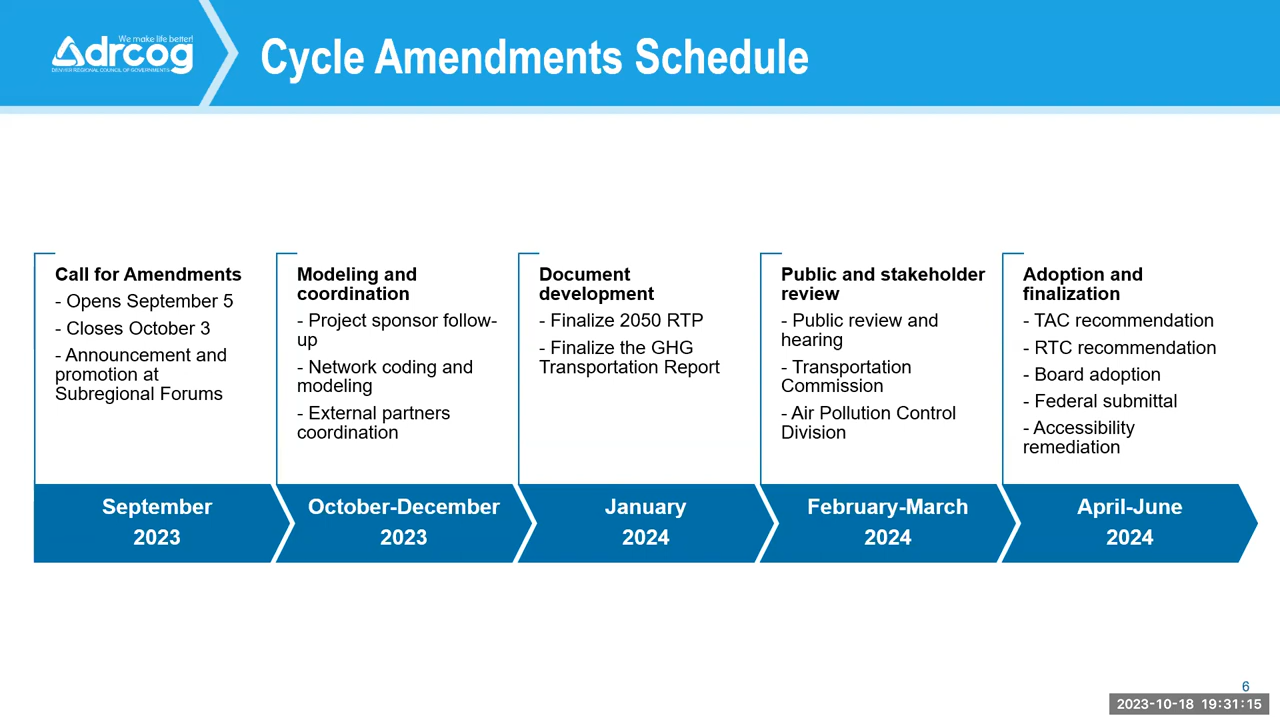 We make life better!
drcog
DENVER REGIONAL COUNCIL OF GOVERNMENTS
Cycle Amendments Schedule
Call for Amendments
- Opens September 5
- Closes October 3
- Announcement and
promotion at
Subregional Forums
September
2023
Modeling and
coordination
- Project sponsor follow-
up
- Network coding and
modeling
- External partners
coordination
October-December
2023
Document
development
- Finalize 2050 RTP
- Finalize the GHG
Transportation Report
January
2024
Public and stakeholder
review
- Public review and
hearing
- Transportation
Commission
- Air Pollution Control
Division
February-March
2024
Adoption and
finalization
- TAC recommendation
- RTC recommendation
- Board adoption
- Federal submittal
- Accessibility
remediation
April-June
2024
6
2023-10-18 19:31:15